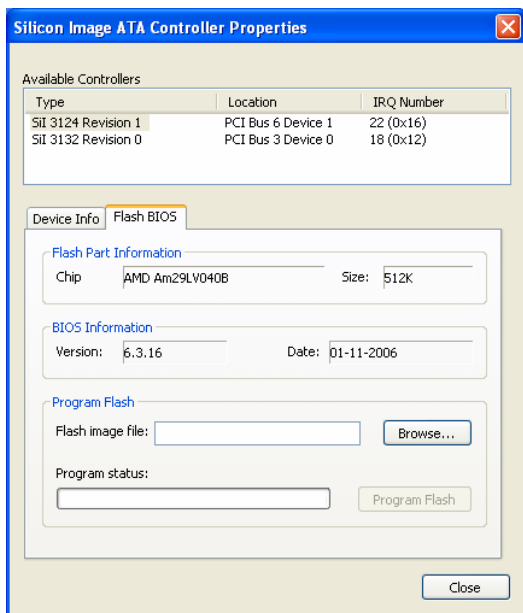 Silicon Image ATA Controller Properties
Available Controllers
Type Location IRQ Number
SiI 3124 Revision 1 PCI Bus 6 Device 1 22 (0x16)
SiI 3132 Revision 0 PCI Bus 3 Device 0 18 (0x12)
Device Info Flash BIOS
Flash Part Information
Chip AMD Am29LV040B Size: 512K
BIOS Information
Version: 6.3.16 Date: 01-11-2006
Program Flash
Flash image file: Browse...
Program status:
Program Flash
Close